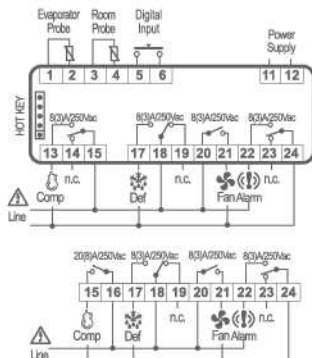 Evaporator Probe
Room Probe
Digital Input
Power Supply
1 2 3 4 5 6 11 12
HOT KEY
8(3)A/250Vac 8(3)A/250Vac 8(3)A/250Vac 8(3)A/250Vac
13 14 15 17 18 19 20 21 22 23 24
Comp n.c. Def n.c. Fan Alarm n.c.
Line
20(8)A/250Vac 8(3)A/250Vac 8(3)A/250Vac 8(3)A/250Vac
15 16 17 18 19 20 21 22 23 24
Comp Def n.c. Fan Alarm n.c.
Line